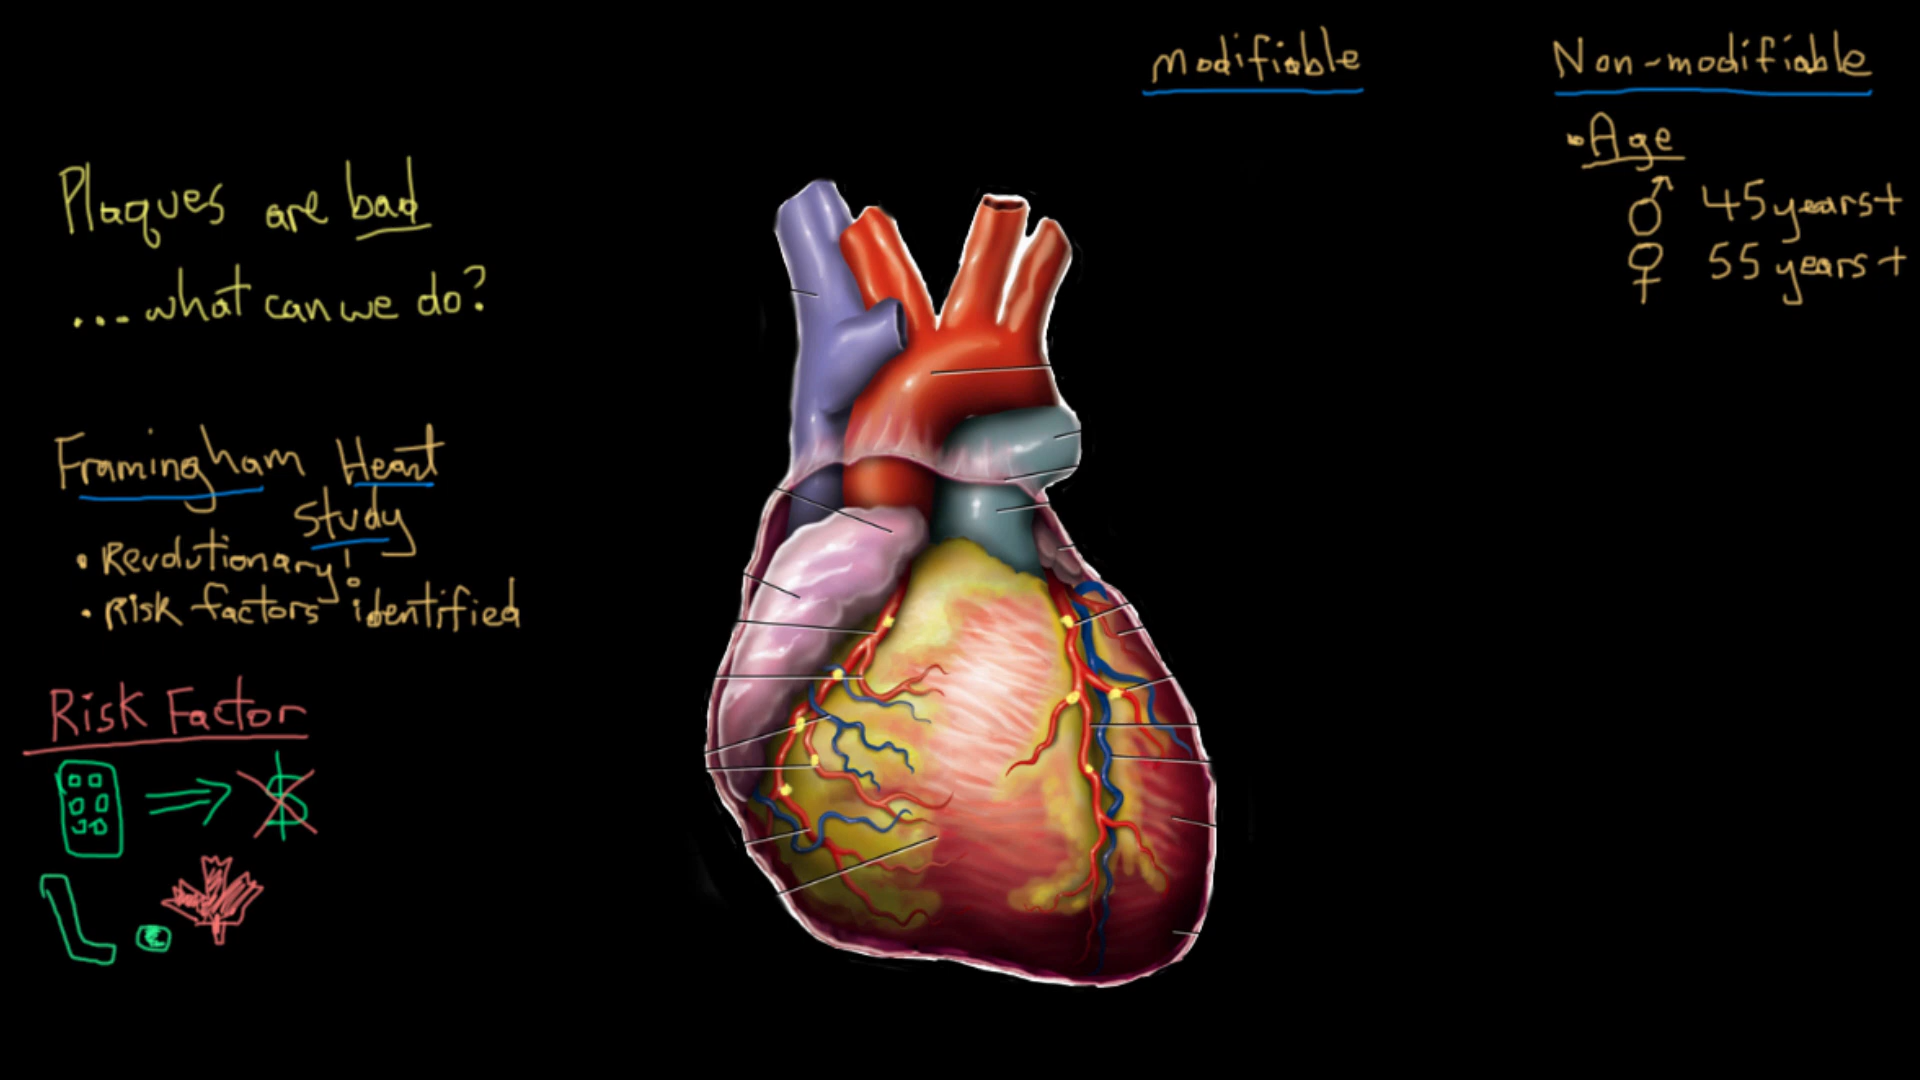 Plaques are bad
...what can we do?
Framingham Heart
Study
• Revolutionary!
• Risk factors identified
Risk Factor
$
Modifiable
Non-modifiable
• Age
♂ 45 years+
♀ 55 years+